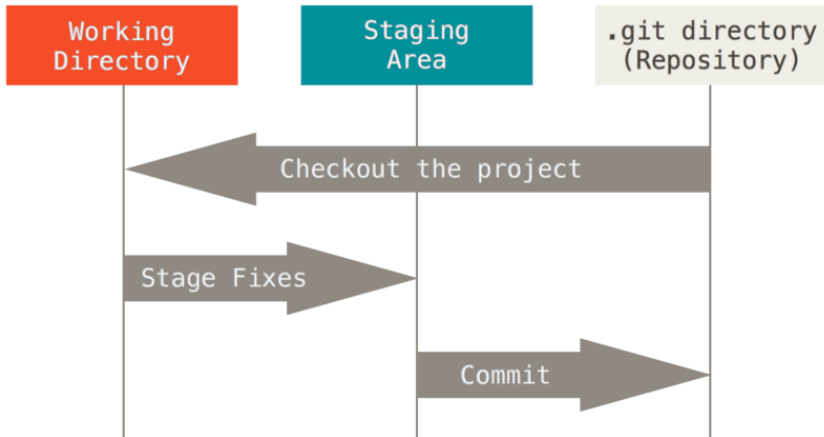 Working
Directory
Staging
Area
.git directory
(Repository)
Checkout the project
Stage Fixes
Commit